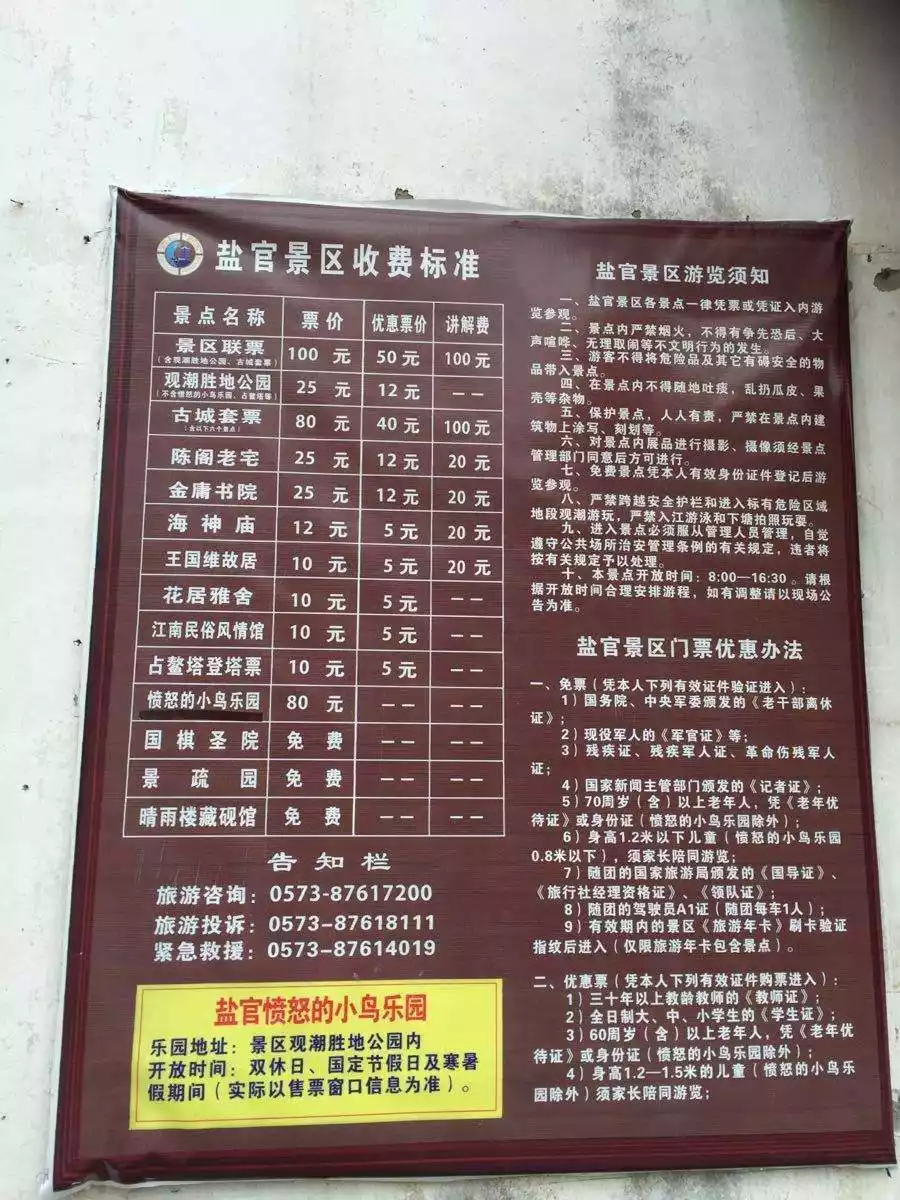 盐官景区收费标准
景点名称 票价 优惠票价 讲解费
景区联票 100 元 50元 100元
(含观潮胜地公园、古城套票)
观潮胜地公园 25 元 12 元 ——
(不含愤怒的小鸟乐园、占鳌塔等)
古城套票 80 元 40 元 100元
(含以下六个景点)
陈阁老宅 25 元 12 元 20 元
金庸书院 25 元 12 元 20 元
海神庙 12 元 5 元 20 元
王国维故居 10 元 5 元 20 元
花居雅舍 10 元 5 元 ——
江南民俗风情馆 10 元 5 元 ——
占鳌塔登塔票 10 元 5 元 ——
愤怒的小鸟乐园 80 元 —— ——
国棋圣院 免 费 —— ——
景疏园 免 费 —— ——
晴雨楼藏砚馆 免 费 —— ——
告知栏
旅游咨询：0573-87617200
旅游投诉：0573-87618111
紧急救援：0573-87614019
盐官愤怒的小鸟乐园
乐园地址：景区观潮胜地公园内
开放时间：双休日、国定节假日及寒暑
假期间（实际以售票窗口信息为准）。
盐官景区游览须知
一、盐官景区各景点一律凭票或凭证入内游
览参观。
二、景点内严禁烟火，不得有争先恐后、大
声喧哗、无理取闹等不文明行为的发生。
三、游客不得将危险品及其它有碍安全的物
品带入景点。
四、在景点内不得随地吐痰，乱扔瓜皮、果
壳等杂物。
五、保护景点，人人有责，严禁在景点内建
筑物上涂写、刻划等。
六、对景点内展品进行摄影、摄像须经景点
管理部门同意后方可进行。
七、免费景点凭本人有效身份证件登记后游
览参观。
八、严禁跨越安全护栏和进入标有危险区域
地段观潮游玩，严禁入江游泳和下塘拍照玩耍。
九、进入景点必须服从管理人员管理，自觉
遵守公共场所治安管理条例的有关规定，违者将
按有关规定予以处理。
十、本景点开放时间：8:00—16:30 。请根
据开放时间合理安排游程，如有调整请以现场公
告为准。
盐官景区门票优惠办法
一、免票（凭本人下列有效证件验证进入）：
1）国务院、中央军委颁发的《老干部离休
证》；
2）现役军人的《军官证》等；
3）残疾证、残疾军人证、革命伤残军人
证；
4）国家新闻主管部门颁发的《记者证》；
5）70周岁（含）以上老年人，凭《老年优
待证》或身份证（愤怒的小鸟乐园除外）；
6）身高1.2米以下儿童（愤怒的小鸟乐园
0.8米以下），须家长陪同游览；
7）随团的国家旅游局颁发的《国导证》、
《旅行社经理资格证》、《领队证》；
8）随团的驾驶员A1证（随团每车1人）；
9）有效期内的景区《旅游年卡》刷卡验证
指纹后进入（仅限旅游年卡包含景点）。
二、优惠票（凭本人下列有效证件购票进入）：
1）三十年以上教龄教师的《教师证》；
2）全日制大、中、小学生的《学生证》；
3）60周岁（含）以上老年人，凭《老年优
待证》或身份证（愤怒的小鸟乐园除外）；
4）身高1.2—1.5米的儿童（愤怒的小鸟乐
园除外）须家长陪同游览；